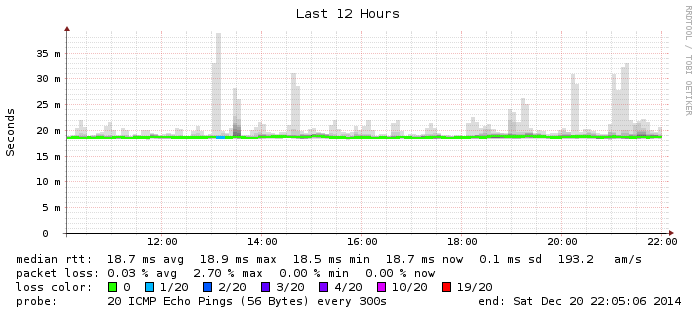 Last 12 Hours
RRDTOOL / TOBI OETIKER
Seconds
35 m
30 m
25 m
20 m
15 m
10 m
5 m
0
12:00 14:00 16:00 18:00 20:00 22:00
median rtt: 18.7 ms avg 18.9 ms max 18.5 ms min 18.7 ms now 0.1 ms sd 193.2 am/s
packet loss: 0.03 % avg 2.70 % max 0.00 % min 0.00 % now
loss color: 0 1/20 2/20 3/20 4/20 10/20 19/20
probe: 20 ICMP Echo Pings (56 Bytes) every 300s end: Sat Dec 20 22:05:06 2014